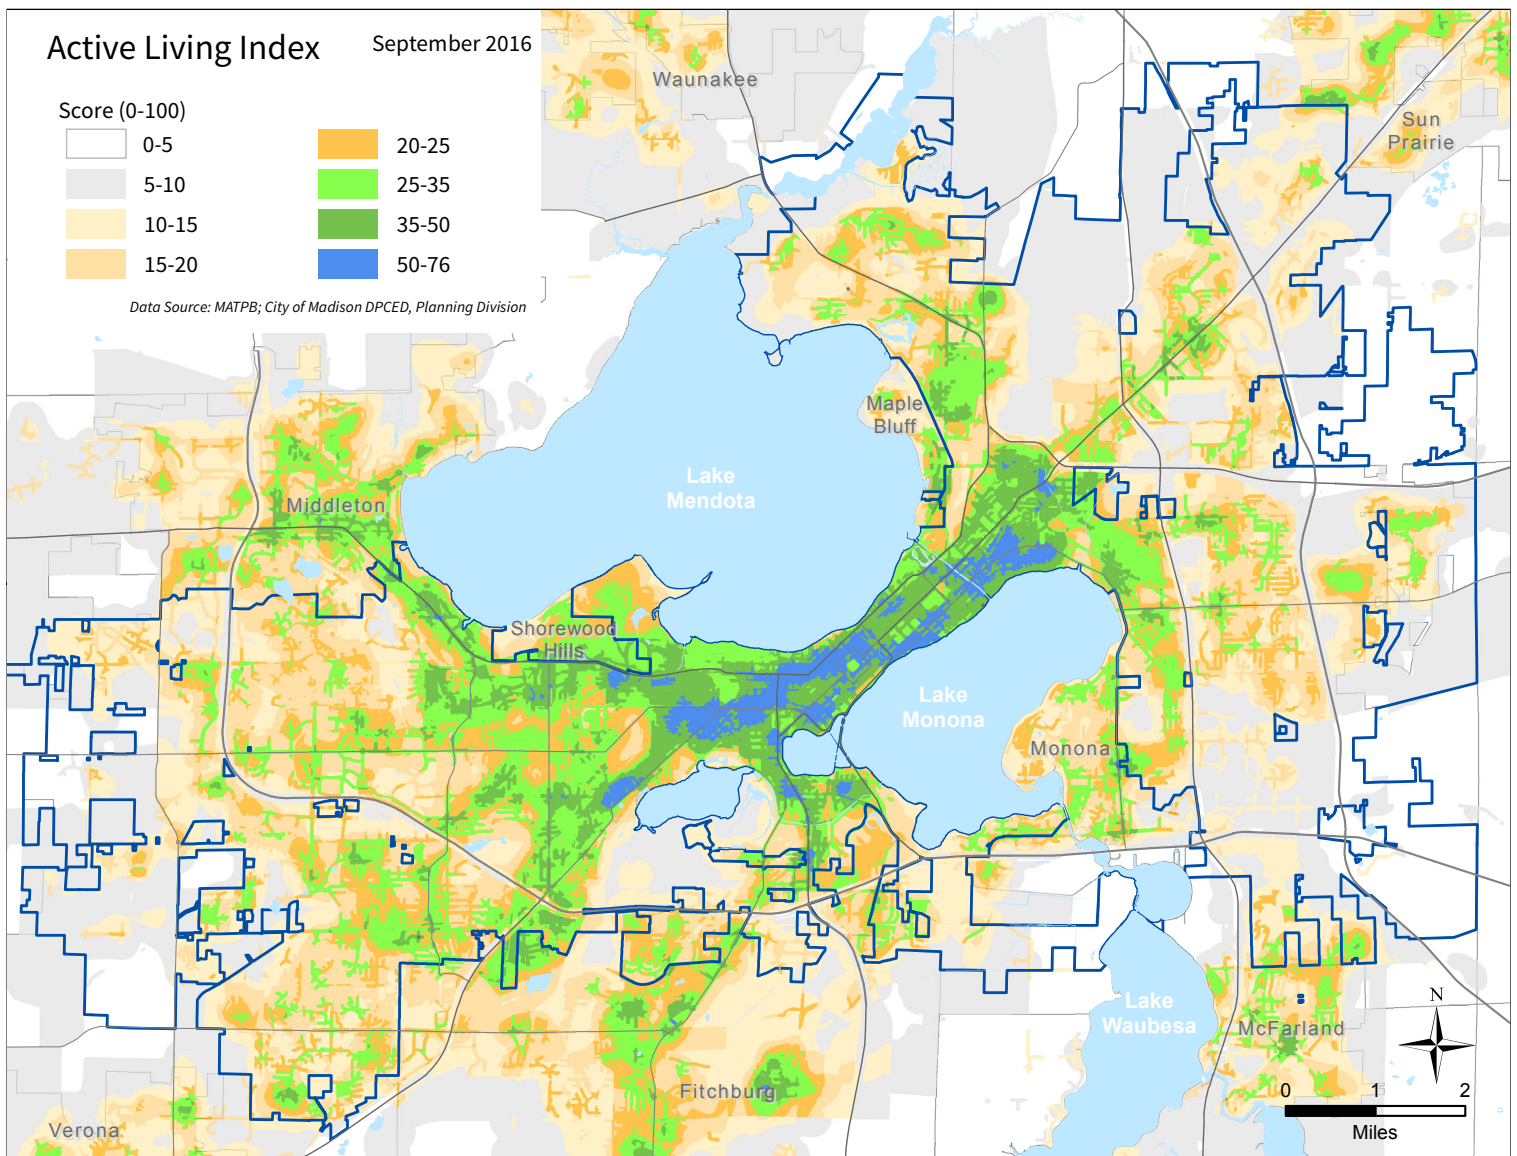 Active Living Index
September 2016
Score (0-100)
0-5
5-10
10-15
15-20
20-25
25-35
35-50
50-76
Data Source: MATPB; City of Madison DPCED, Planning Division
Waunakee
Sun
Prairie
Maple
Bluff
Lake
Mendota
Middleton
Shorewood
Hills
Lake
Monona
Monona
Lake
Waubesa
McFarland
Fitchburg
Verona
N
0 1 2
Miles